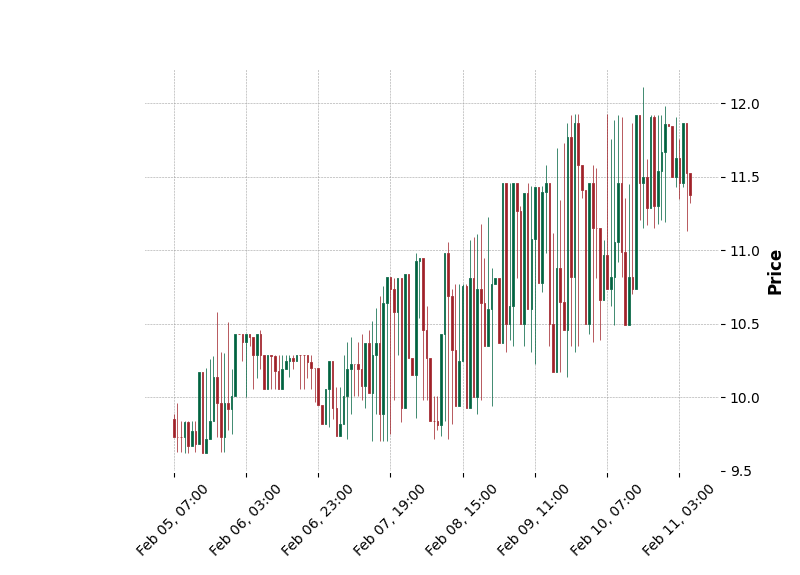 12.0
11.5
11.0
10.5
10.0
9.5
Price
Feb 05, 07:00
Feb 06, 03:00
Feb 06, 23:00
Feb 07, 19:00
Feb 08, 15:00
Feb 09, 11:00
Feb 10, 07:00
Feb 11, 03:00